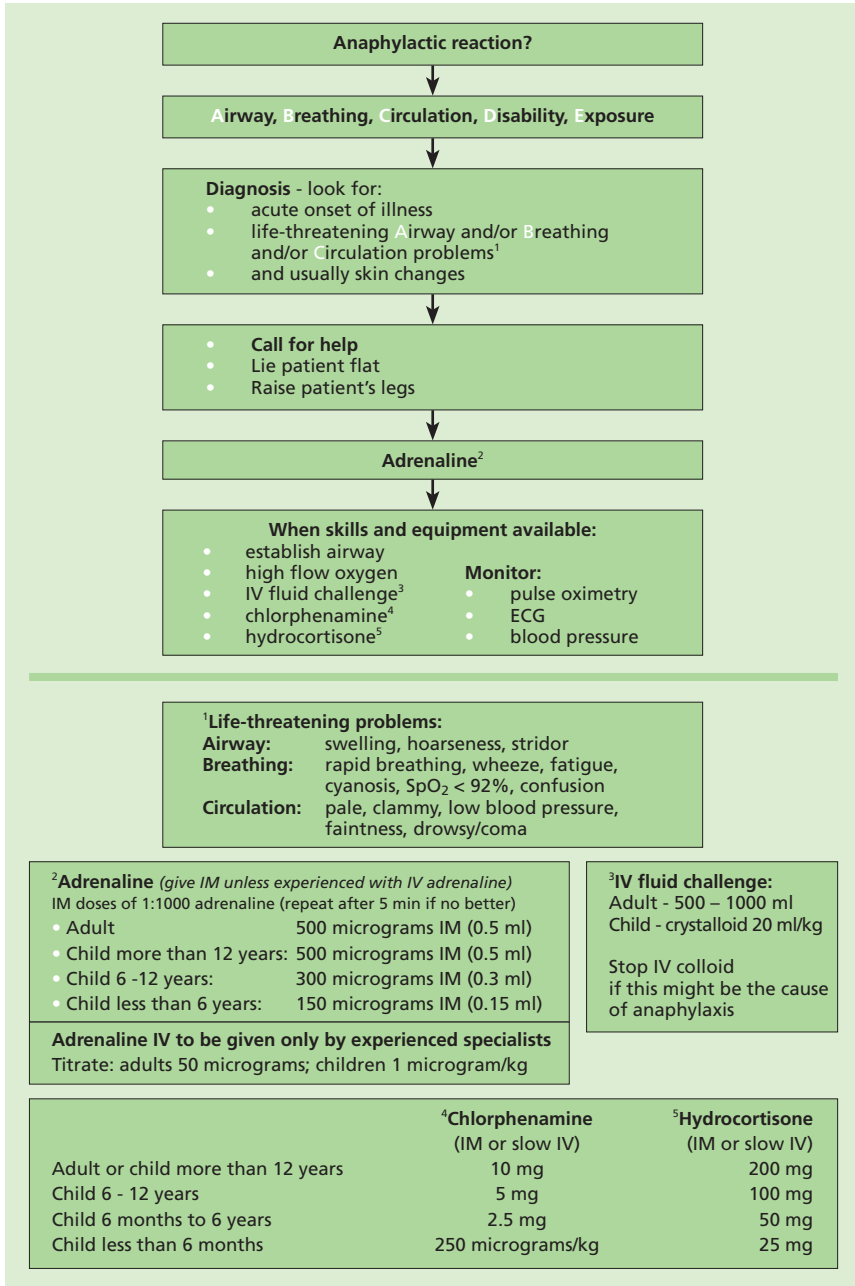 Anaphylactic reaction?
Airway, Breathing, Circulation, Disability, Exposure
Diagnosis - look for:
• acute onset of illness
• life-threatening Airway and/or Breathing
and/or Circulation problems¹
• and usually skin changes
• Call for help
• Lie patient flat
• Raise patient's legs
Adrenaline²
When skills and equipment available:
• establish airway
• high flow oxygen
• IV fluid challenge³
• chlorphenamine⁴
• hydrocortisone⁵
Monitor:
• pulse oximetry
• ECG
• blood pressure
¹Life-threatening problems:
Airway: swelling, hoarseness, stridor
Breathing: rapid breathing, wheeze, fatigue,
cyanosis, SpO₂ < 92%, confusion
Circulation: pale, clammy, low blood pressure,
faintness, drowsy/coma
²Adrenaline (give IM unless experienced with IV adrenaline)
IM doses of 1:1000 adrenaline (repeat after 5 min if no better)
• Adult 500 micrograms IM (0.5 ml)
• Child more than 12 years: 500 micrograms IM (0.5 ml)
• Child 6 -12 years: 300 micrograms IM (0.3 ml)
• Child less than 6 years: 150 micrograms IM (0.15 ml)
Adrenaline IV to be given only by experienced specialists
Titrate: adults 50 micrograms; children 1 microgram/kg
³IV fluid challenge:
Adult - 500 – 1000 ml
Child - crystalloid 20 ml/kg
Stop IV colloid
if this might be the cause
of anaphylaxis
⁴Chlorphenamine ⁵Hydrocortisone
(IM or slow IV) (IM or slow IV)
Adult or child more than 12 years 10 mg 200 mg
Child 6 - 12 years 5 mg 100 mg
Child 6 months to 6 years 2.5 mg 50 mg
Child less than 6 months 250 micrograms/kg 25 mg